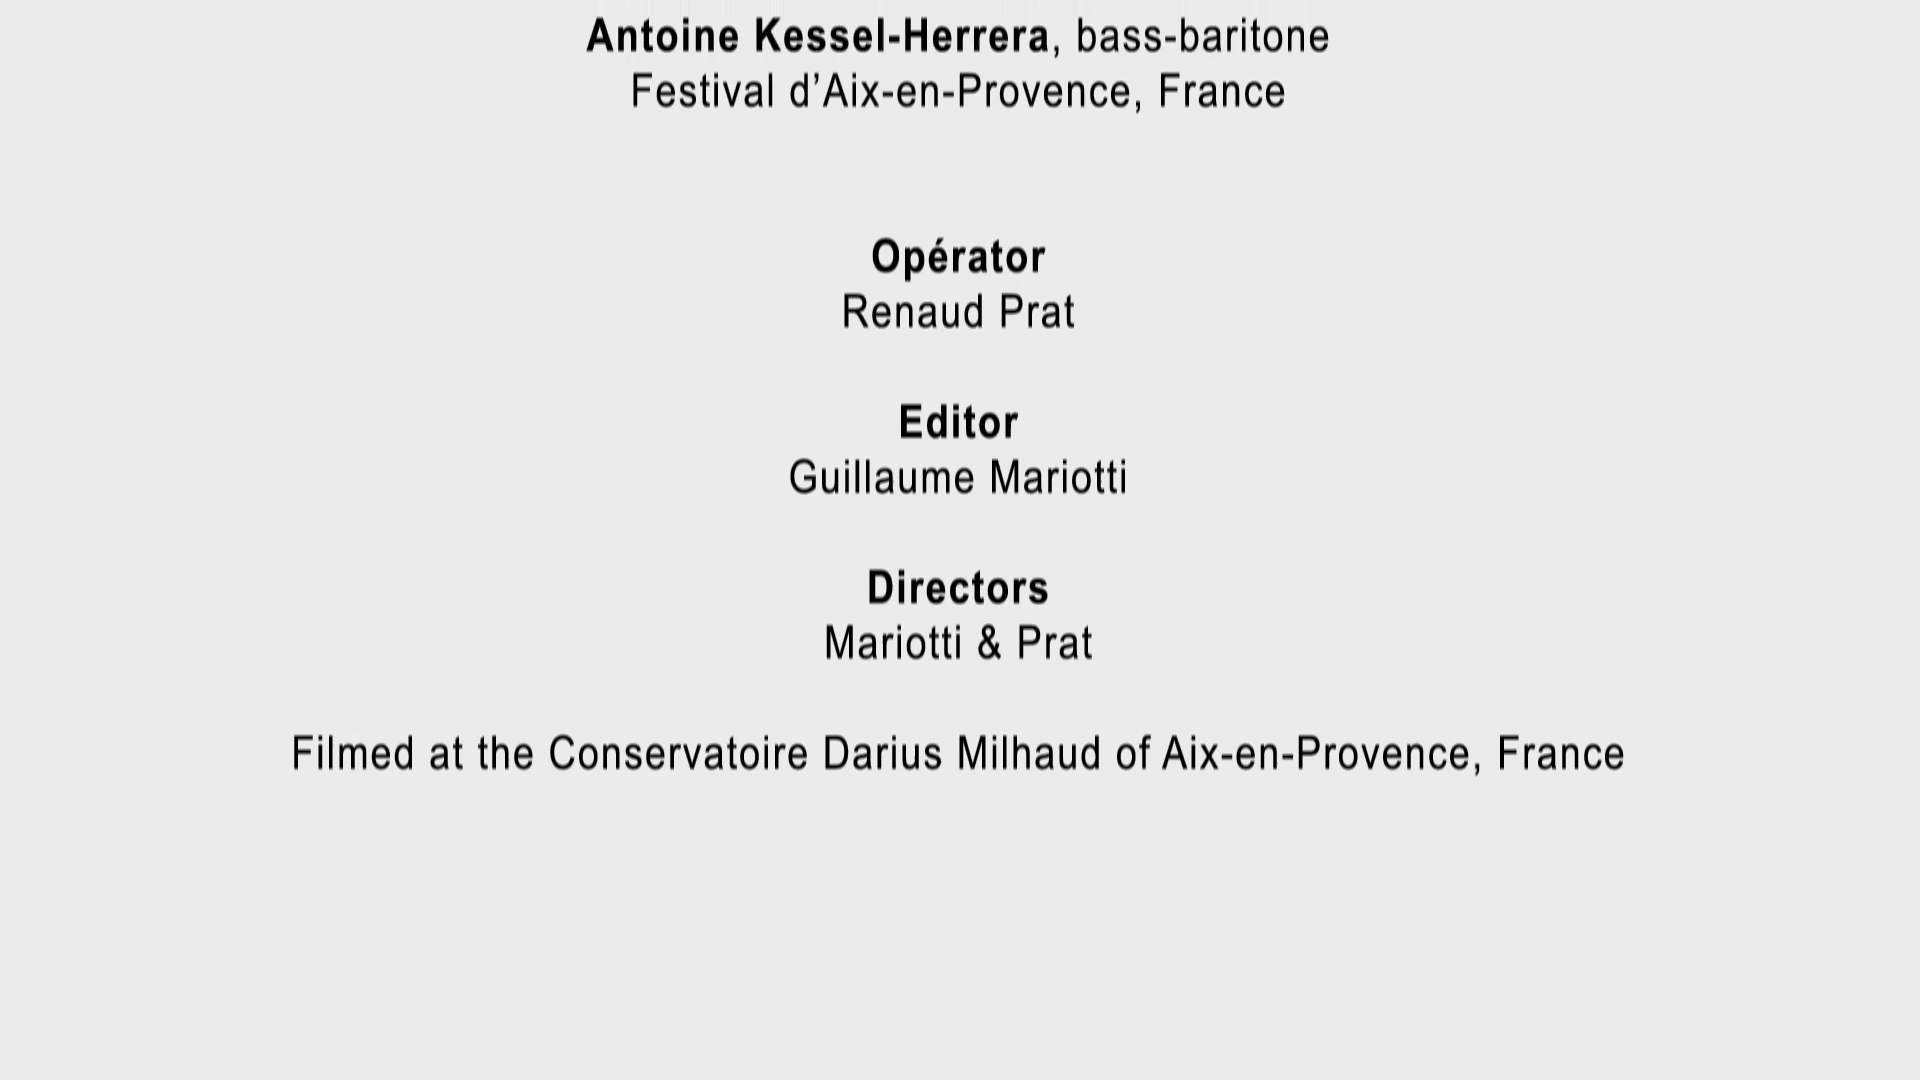 Antoine Kessel-Herrera, bass-baritone
Festival d’Aix-en-Provence, France
Opérator
Renaud Prat
Editor
Guillaume Mariotti
Directors
Mariotti & Prat
Filmed at the Conservatoire Darius Milhaud of Aix-en-Provence, France